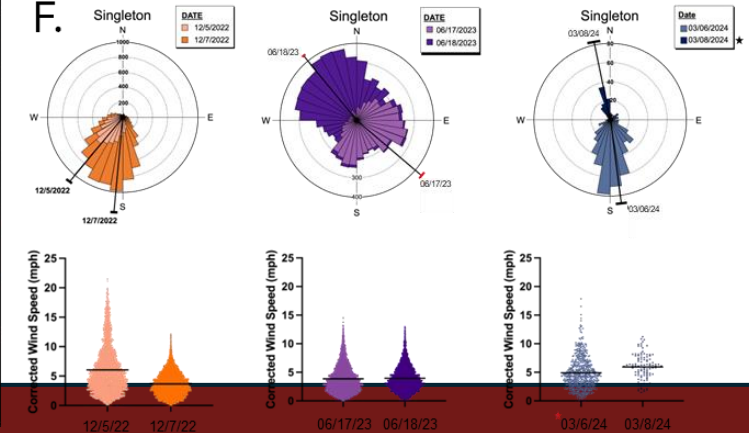 F.
Singleton
DATE
12/5/2022
12/7/2022
N
1000
800
600
400
200
W
E
S
12/5/2022
12/7/2022
Singleton
DATE
06/17/2023
06/18/2023
N
06/18/23
W
E
300
400
S
06/17/23
Singleton
Date
03/06/2024
03/08/2024
★
N
03/08/24
80
60
40
20
W
E
S
03/06/24
Corrected Wind Speed (mph)
25
20
15
10
5
0
12/5/22 12/7/22
Corrected Wind Speed (mph)
25
20
15
10
5
0
06/17/23 06/18/23
Corrected Wind Speed (mph)
25
20
15
10
5
0
03/6/24 03/8/24